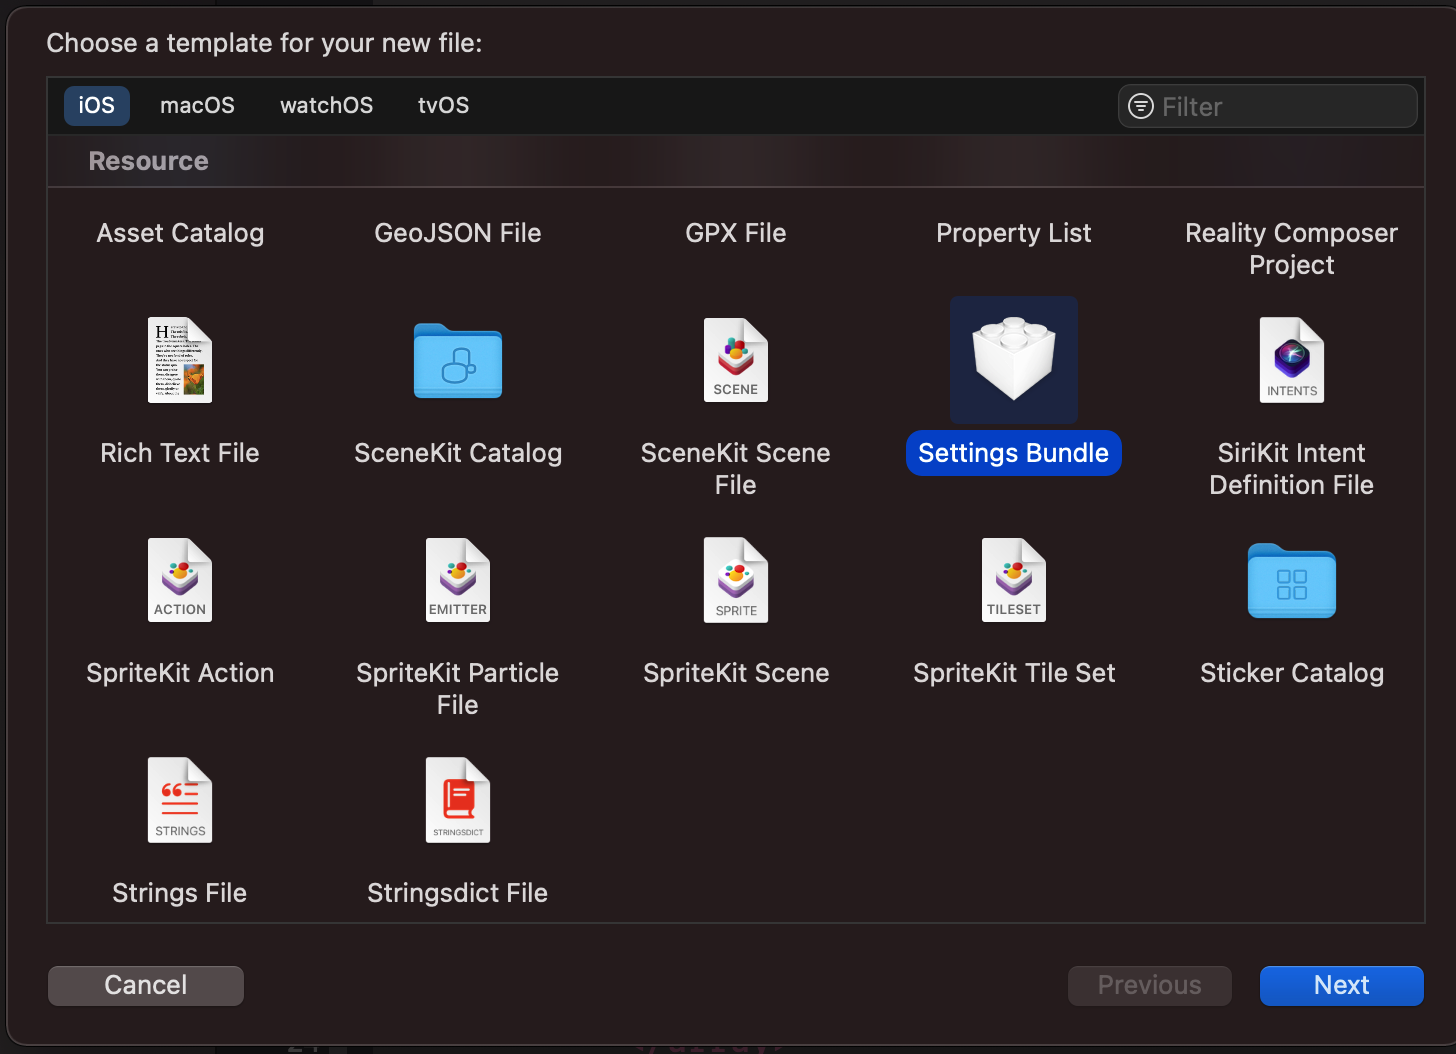 Choose a template for your new file:
iOS macOS watchOS tvOS Filter
Resource
Asset Catalog
GeoJSON File
GPX File
Property List
Reality Composer
Project
Rich Text File
SceneKit Catalog
SCENE
SceneKit Scene
File
Settings Bundle
INTENTS
SiriKit Intent
Definition File
ACTION
SpriteKit Action
EMITTER
SpriteKit Particle
File
SPRITE
SpriteKit Scene
TILESET
SpriteKit Tile Set
Sticker Catalog
STRINGS
Strings File
STRINGSDICT
Stringsdict File
Cancel
Previous
Next